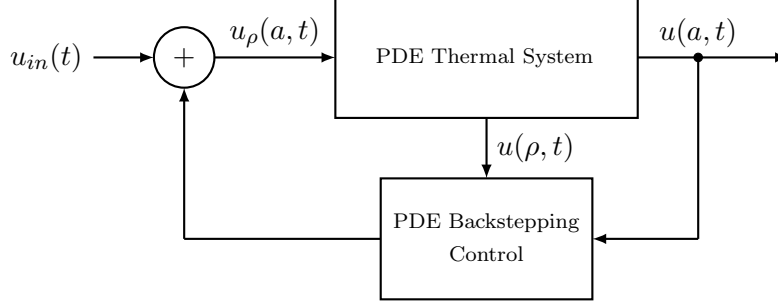 u_{in}(t)
+
u_ρ(a, t)
PDE Thermal System
u(a, t)
u(ρ, t)
PDE Backstepping
Control